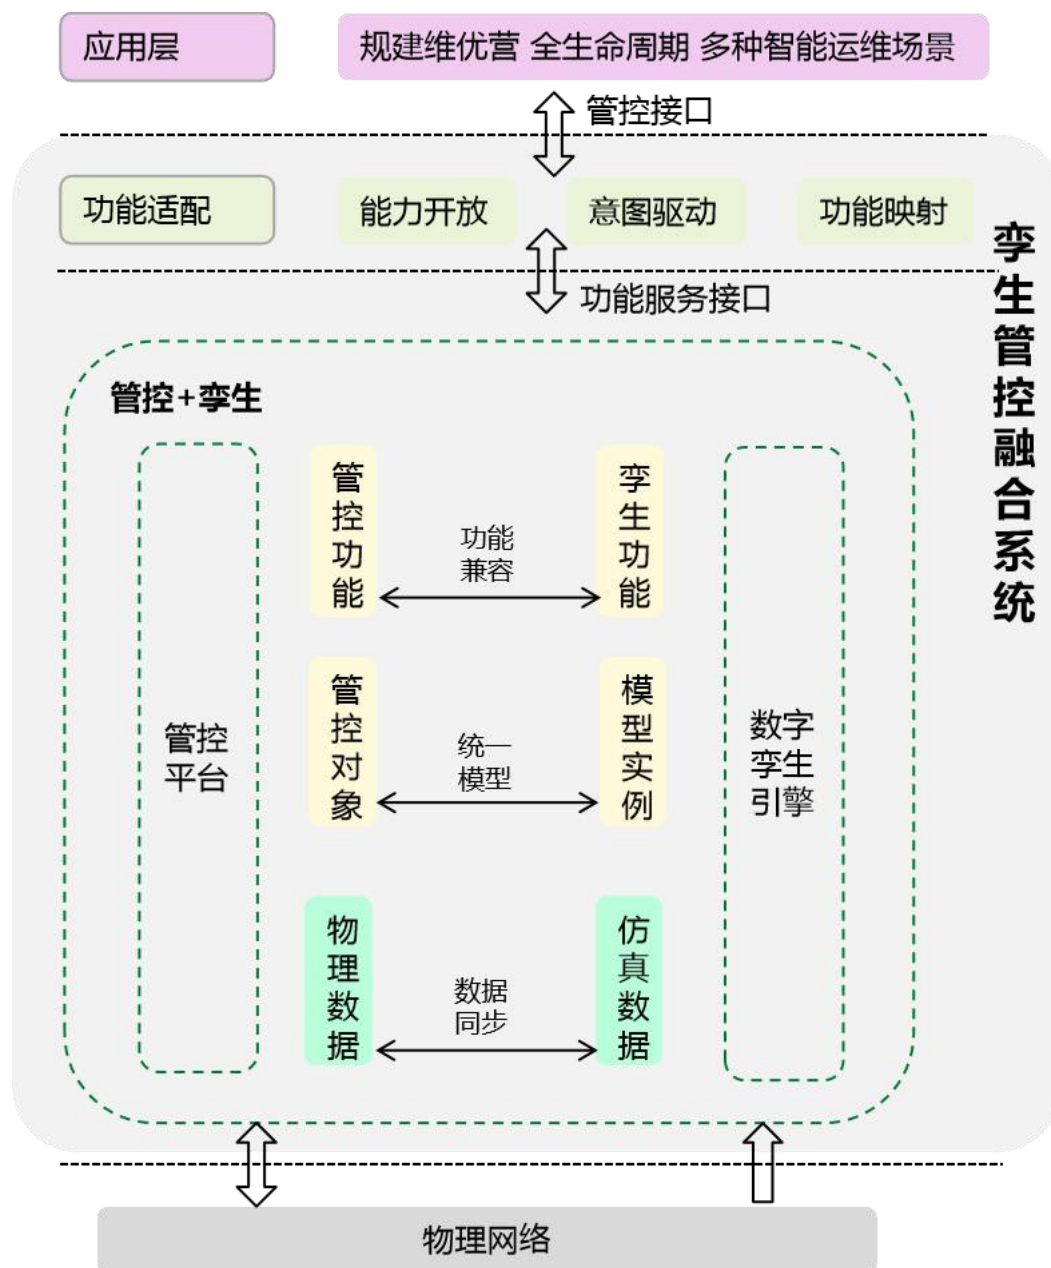 应用层
规建维优营 全生命周期 多种智能运维场景
管控接口
功能适配
能力开放
意图驱动
功能映射
孪生管控融合系统
功能服务接口
管控+孪生
管控功能
功能
兼容
孪生功能
管控
平台
管控对象
统一
模型
模型实例
数字
孪生
引擎
物理数据
数据
同步
仿真数据
物理网络